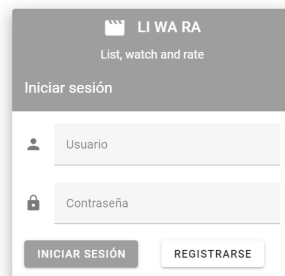 LI WA RA
List, watch and rate
Iniciar sesión
Usuario
Contraseña
INICIAR SESIÓN REGISTRARSE